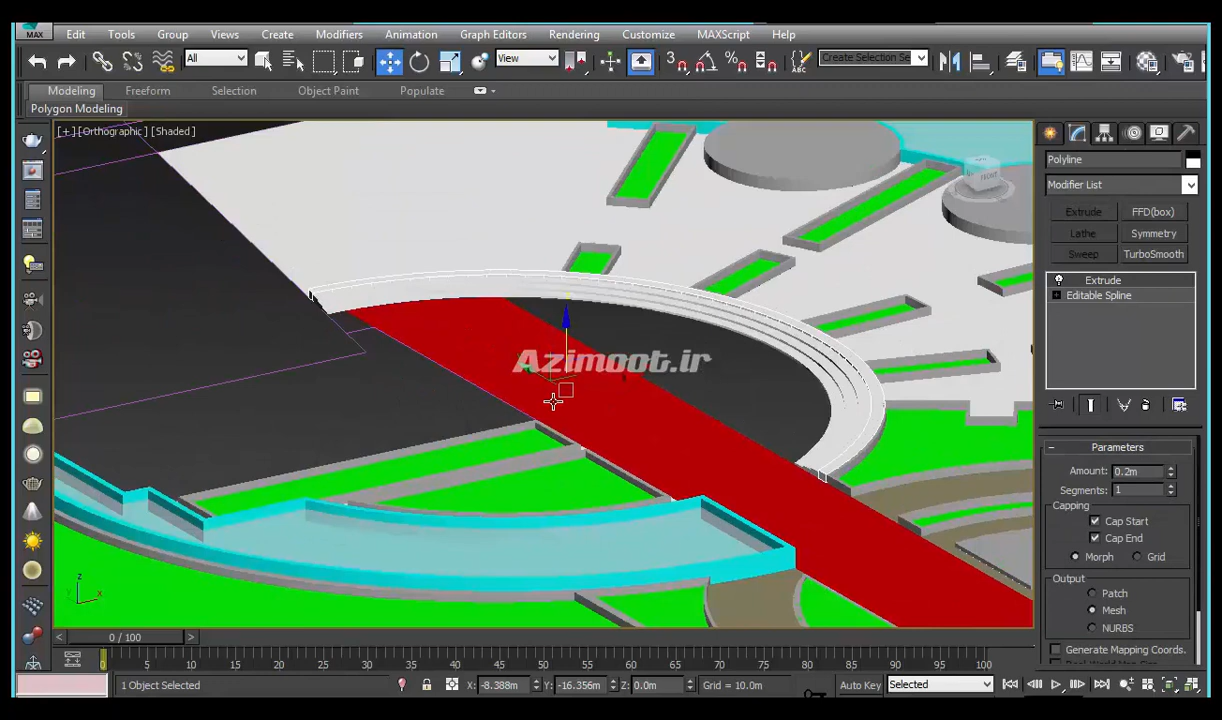 MAX
Edit Tools Group Views Create Modifiers Animation Graph Editors Rendering Customize MAXScript Help
All View 3 Create Selection Se
Modeling Freeform Selection Object Paint Populate
Polygon Modeling
[+] [Orthographic] [Shaded]
FRONT
Azimoot.ir
z
x
Polyline
Modifier List
Extrude FFD(box)
Lathe Symmetry
Sweep TurboSmooth
Extrude
Editable Spline
Parameters
Amount: 0.2m
Segments: 1
Capping
Cap Start
Cap End
Morph Grid
Output
Patch
Mesh
NURBS
Generate Mapping Coords.
< 0 / 100 >
0 5 10 15 20 25 30 35 40 45 50 55 60 65 70 75 80 85 90 95 100
1 Object Selected X: -8.388m Y: -16.356m Z: 0.0m Grid = 10.0m Auto Key Selected